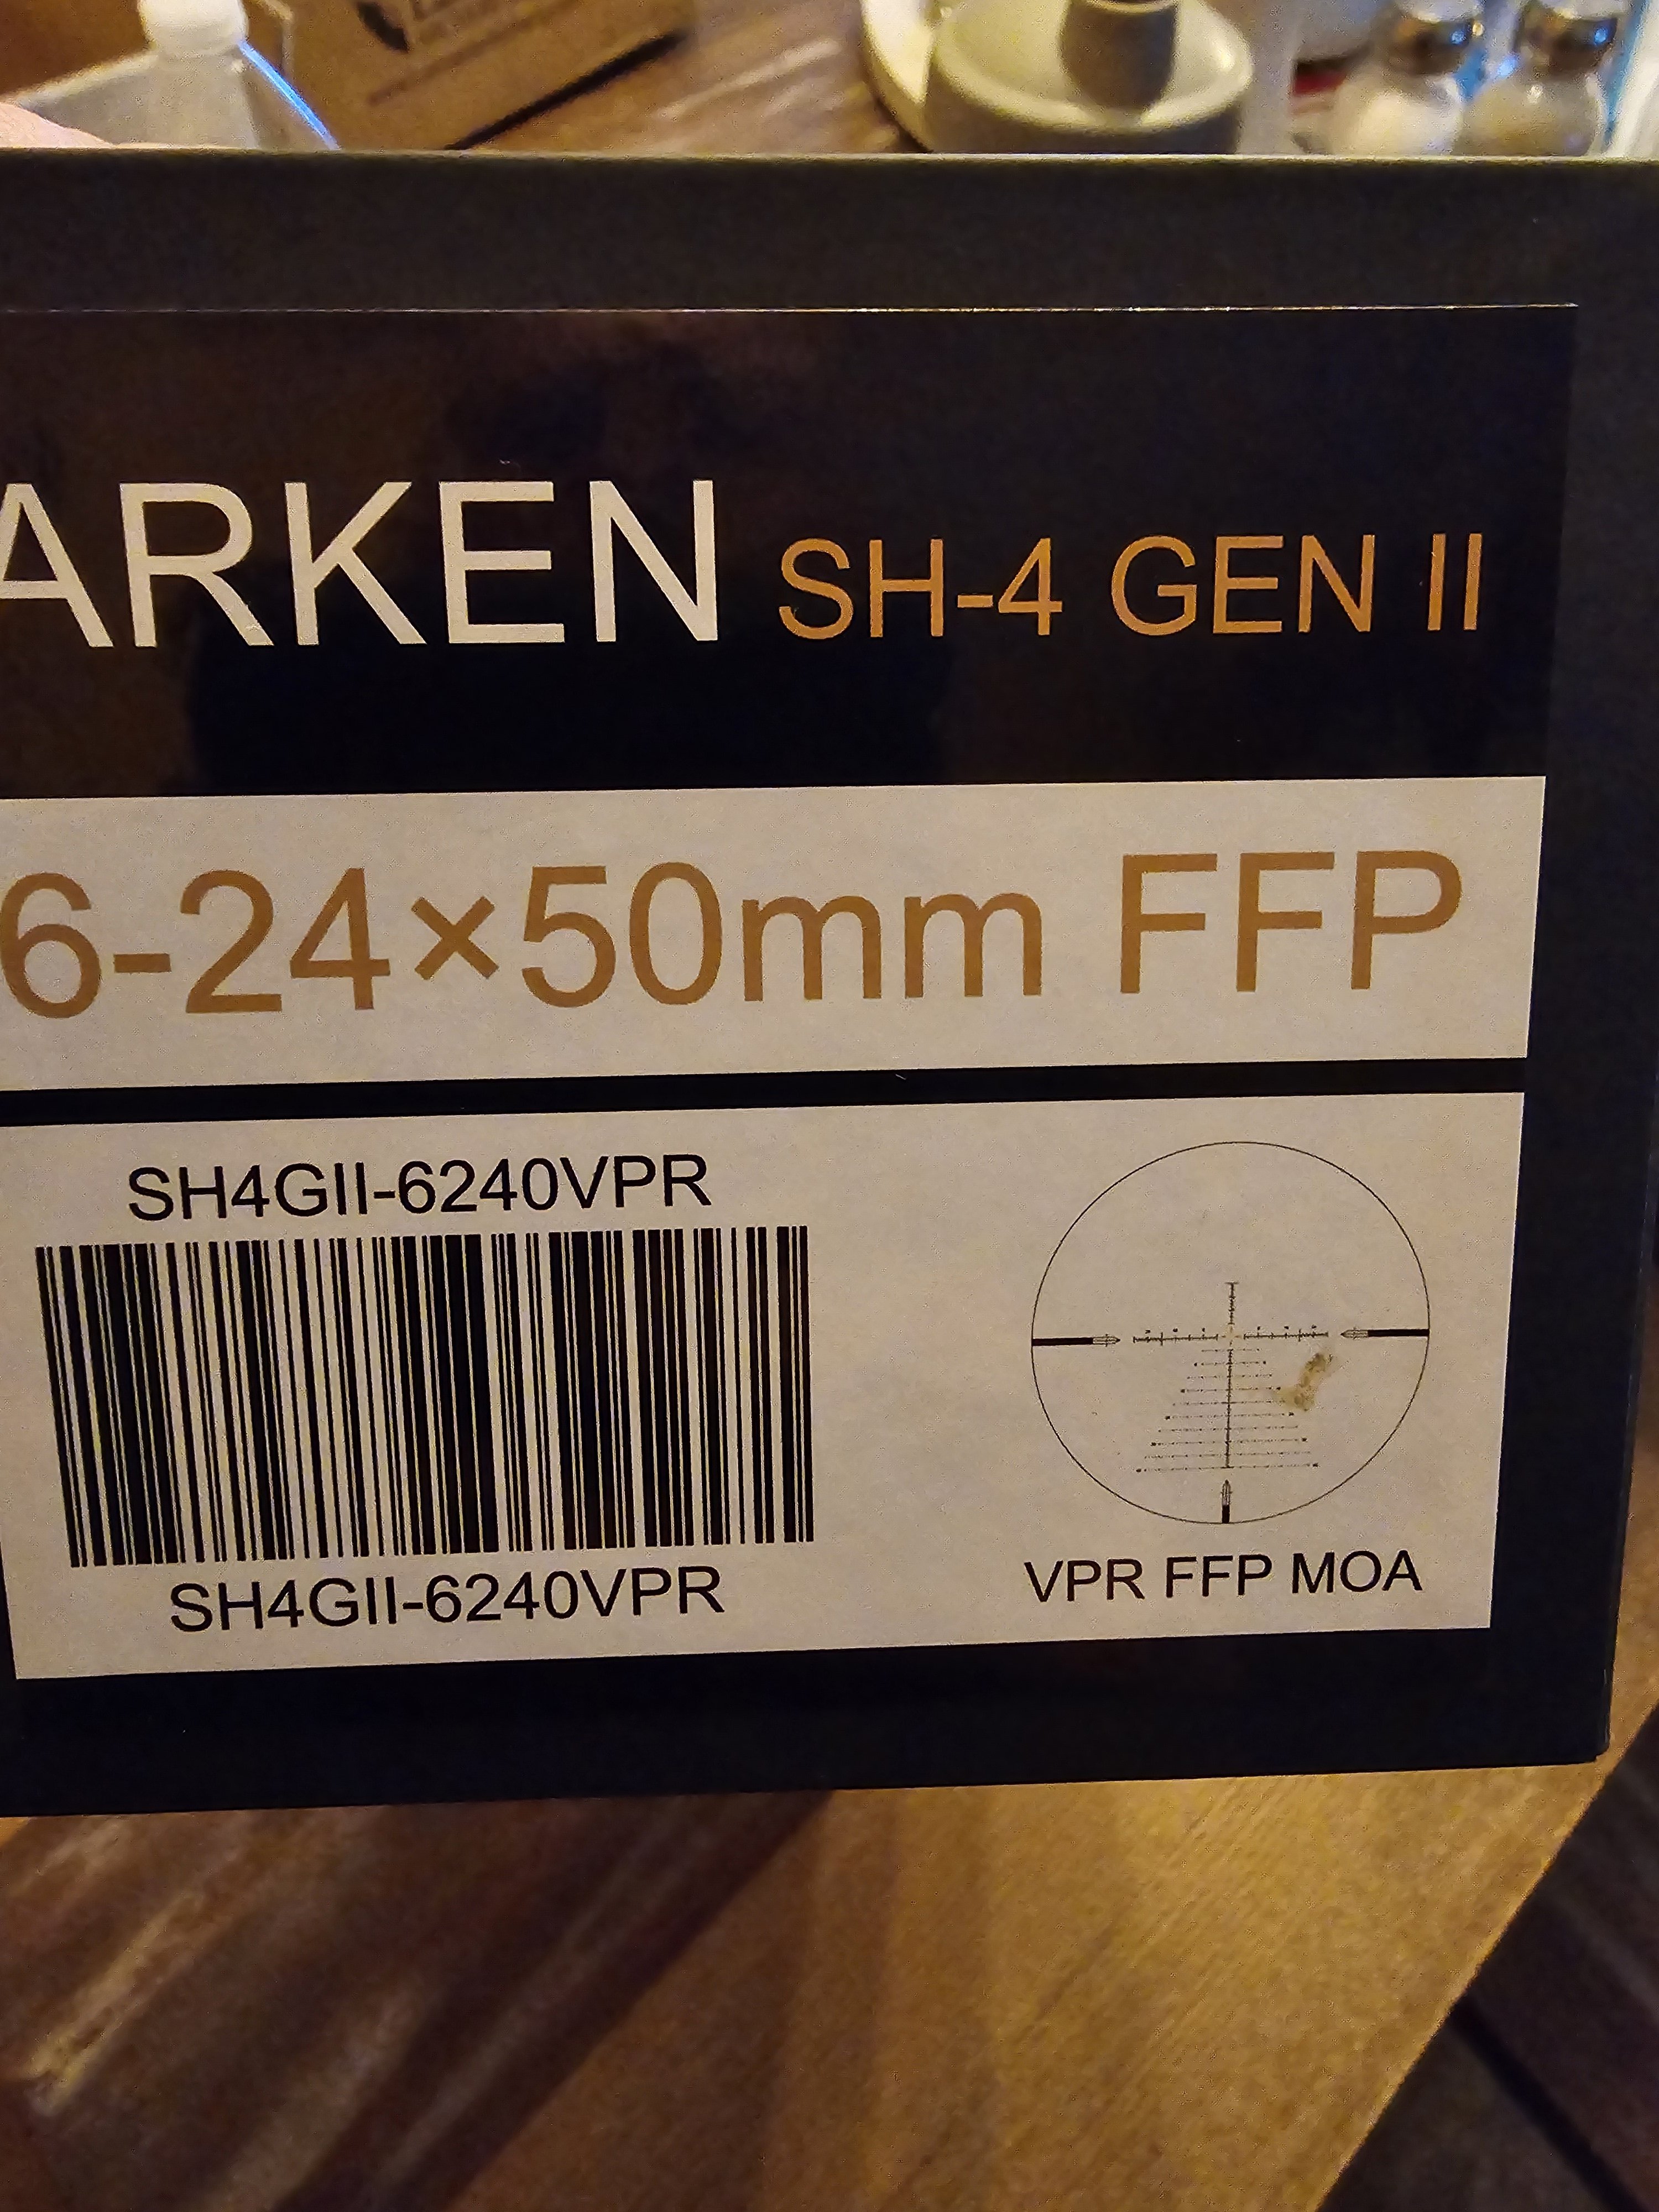 ARKEN SH-4 GEN II
6-24×50mm FFP
SH4GII-6240VPR
SH4GII-6240VPR
VPR FFP MOA